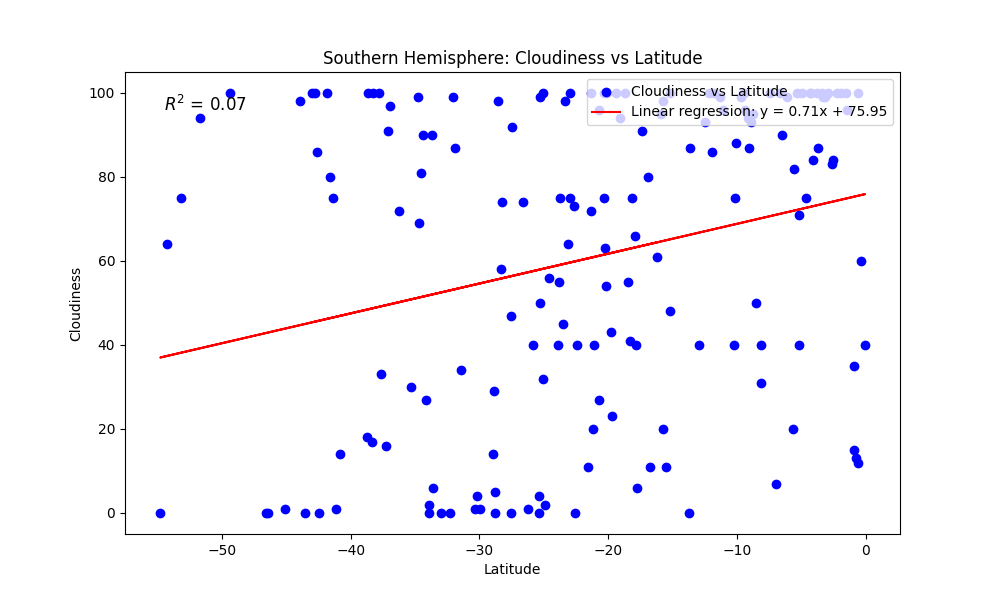 Southern Hemisphere: Cloudiness vs Latitude
R² = 0.07
Cloudiness vs Latitude
Linear regression: y = 0.71x + 75.95
100
80
60
40
20
0
Cloudiness
−50 −40 −30 −20 −10 0
Latitude